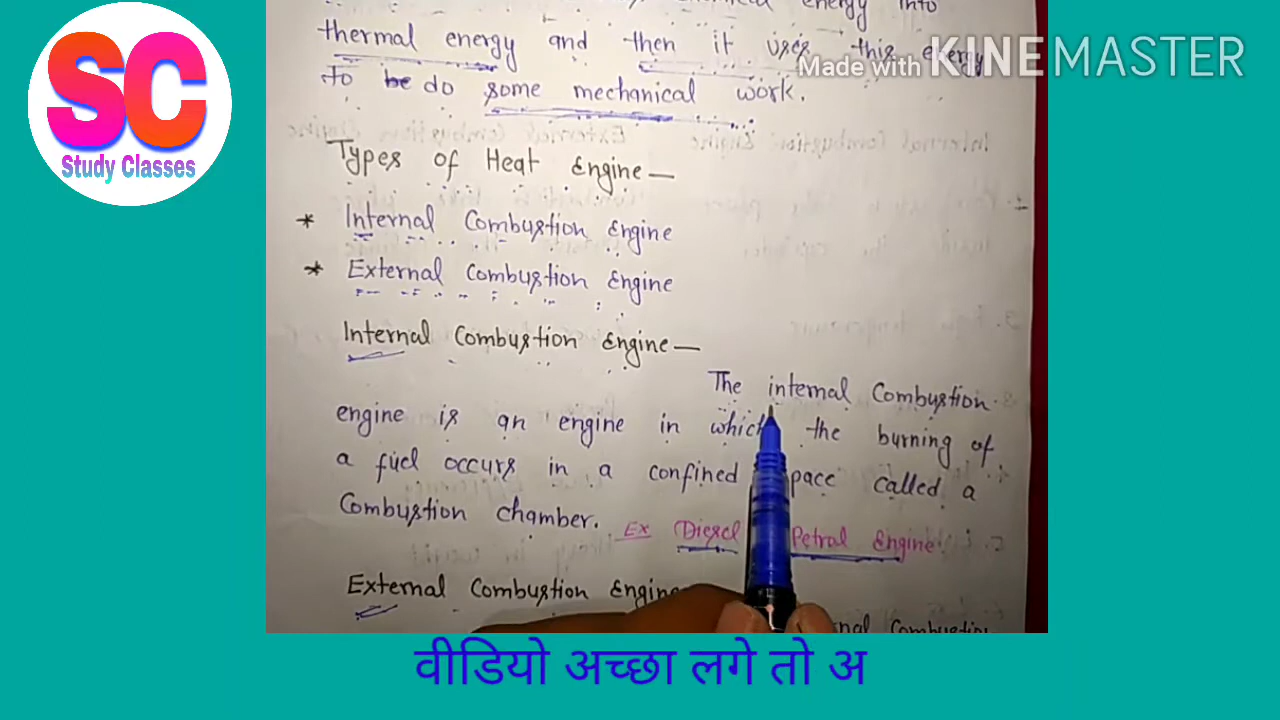 SC
Study Classes
Made with KINEMASTER
energy into
thermal energy and then it uses this energy
to be do some mechanical work.
Types of Heat Engine —
* Internal Combustion Engine
* External Combustion Engine
Internal Combustion Engine —
The internal Combustion
engine is an engine in which the burning of
a fuel occurs in a confined space called a
Combustion chamber. Ex Diesel Petral Engine
External Combustion Engine
वीडियो अच्छा लगे तो अ